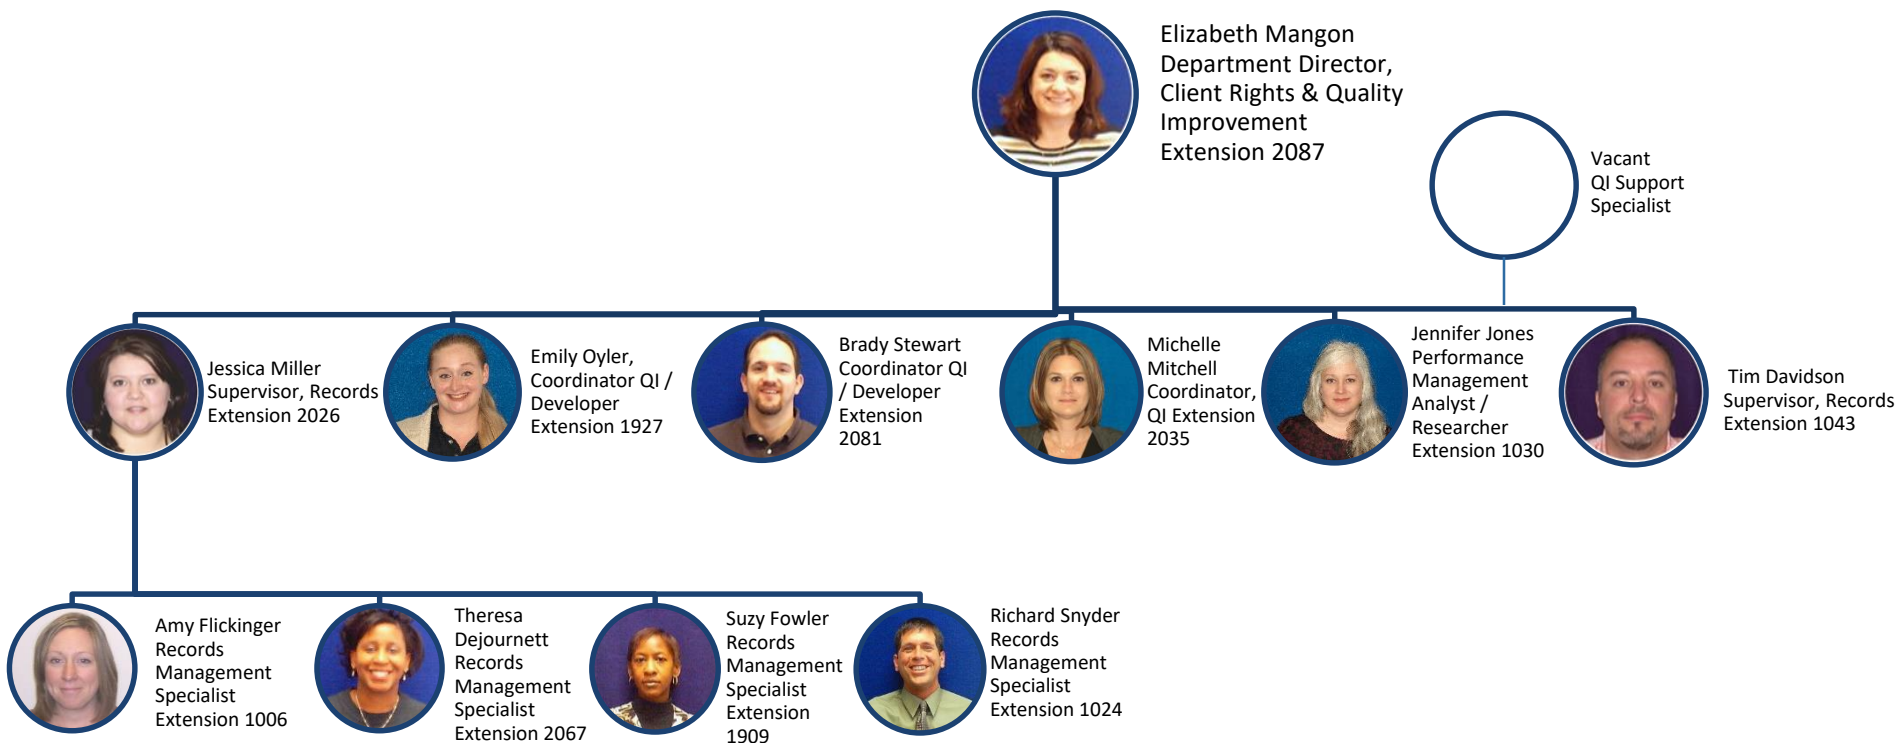 Elizabeth Mangon
Department Director,
Client Rights & Quality
Improvement
Extension 2087
Vacant
QI Support
Specialist
Jessica Miller
Supervisor, Records
Extension 2026
Emily Oyler,
Coordinator QI /
Developer
Extension 1927
Brady Stewart
Coordinator QI
/ Developer
Extension
2081
Michelle
Mitchell
Coordinator,
QI Extension
2035
Jennifer Jones
Performance
Management
Analyst /
Researcher
Extension 1030
Tim Davidson
Supervisor, Records
Extension 1043
Amy Flickinger
Records
Management
Specialist
Extension 1006
Theresa
Dejournett
Records
Management
Specialist
Extension 2067
Suzy Fowler
Records
Management
Specialist
Extension
1909
Richard Snyder
Records
Management
Specialist
Extension 1024